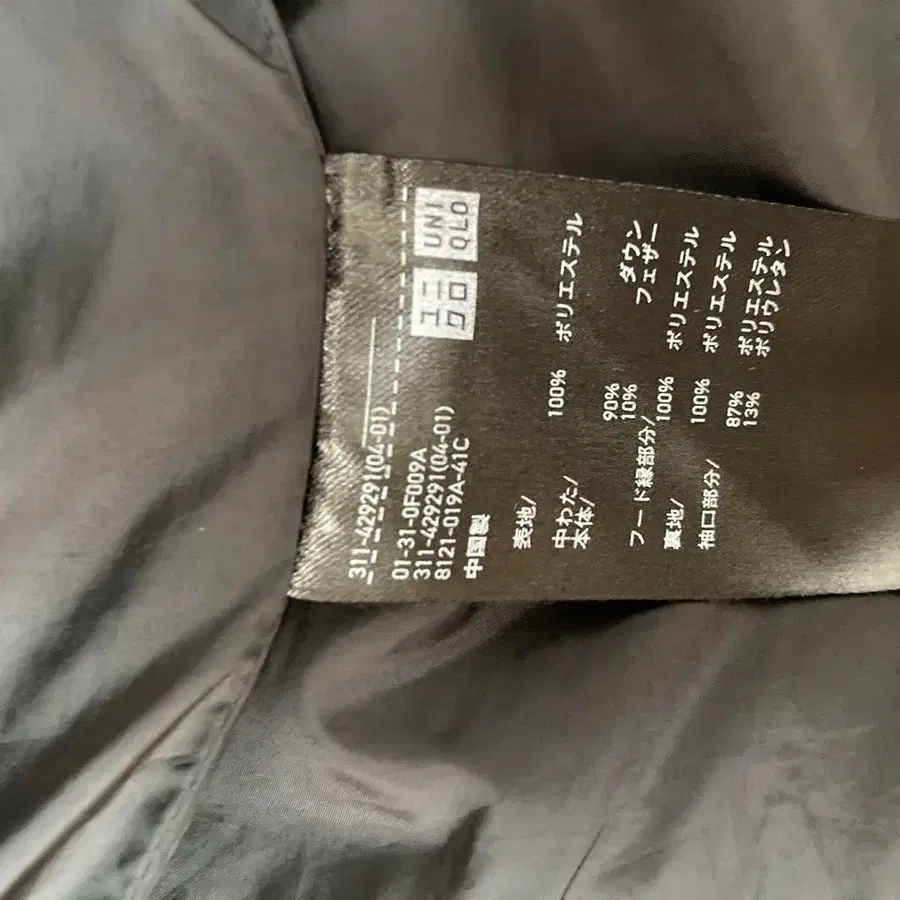 311-429291(04-01)
ユニ UNI
クロ QLO
01-31-0F009A
311-429291(04-01)
8121-019A-41C
中国製
表地/ 100% ポリエステル
中わた/
本体/ 90% ダウン
10% フェザー
フード縁部分/ 100% ポリエステル
裏地/ 100% ポリエステル
袖口部分/ 87% ポリエステル
13% ポリウレタン